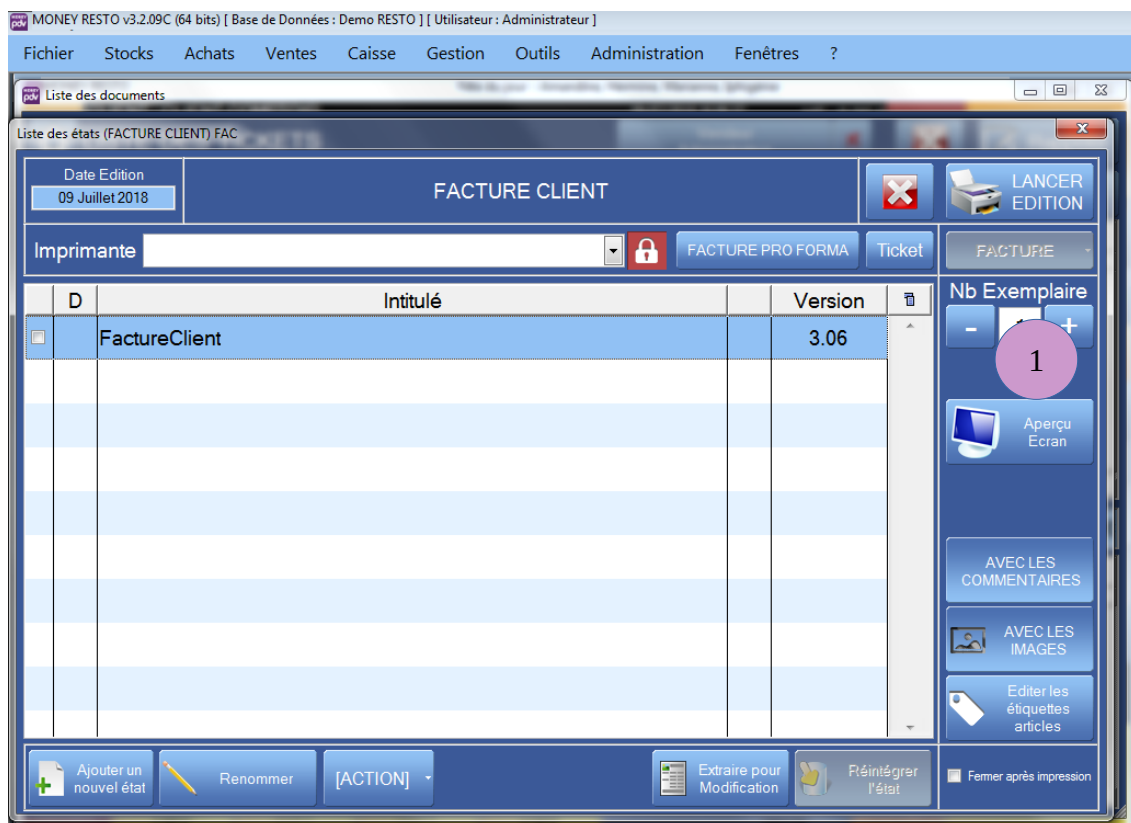 MONEY RESTO v3.2.09C (64 bits) [ Base de Données : Demo RESTO ] [ Utilisateur : Administrateur ]
Fichier Stocks Achats Ventes Caisse Gestion Outils Administration Fenêtres ?
Liste des documents
Liste des états (FACTURE CLIENT) FAC
Date Edition
09 Juillet 2018
FACTURE CLIENT
LANCER
EDITION
Imprimante
FACTURE PRO FORMA
Ticket
FACTURE
D Intitulé Version
Nb Exemplaire
- +
FactureClient 3.06
1
Aperçu
Ecran
AVEC LES
COMMENTAIRES
AVEC LES
IMAGES
Editer les
étiquettes
articles
Ajouter un
nouvel état
Renommer
[ACTION]
Extraire pour
Modification
Réintégrer
l'état
Fermer après impression